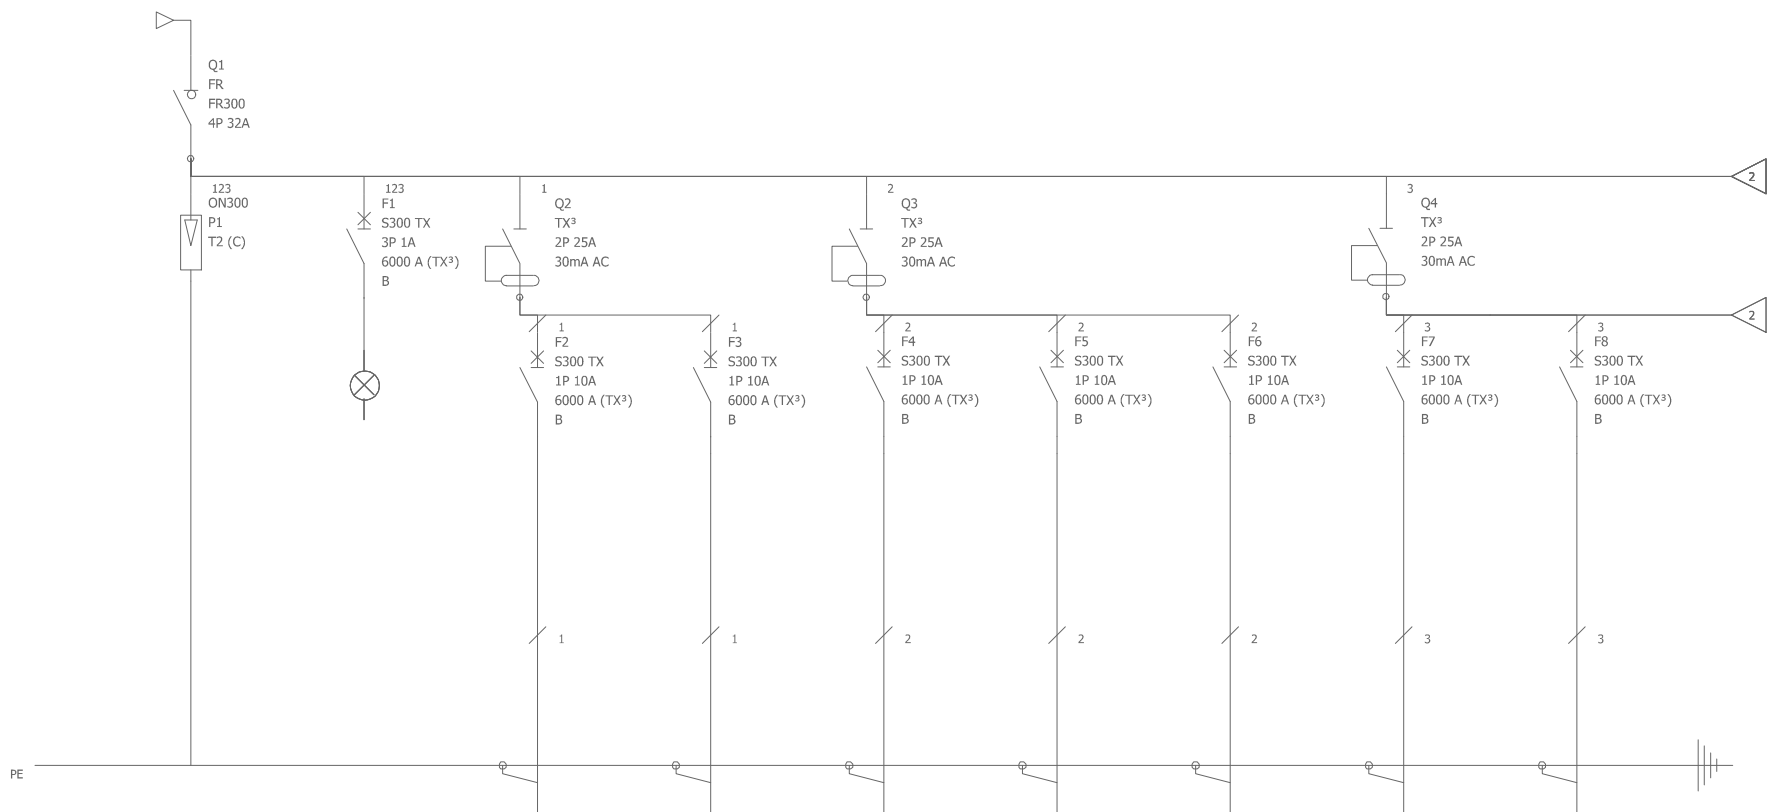 Q1
FR
FR300
4P 32A
123
ON300
P1
T2 (C)
123
F1
S300 TX
3P 1A
6000 A (TX³)
B
1
Q2
TX³
2P 25A
30mA AC
2
Q3
TX³
2P 25A
30mA AC
3
Q4
TX³
2P 25A
30mA AC
2
1
F2
S300 TX
1P 10A
6000 A (TX³)
B
1
F3
S300 TX
1P 10A
6000 A (TX³)
B
2
F4
S300 TX
1P 10A
6000 A (TX³)
B
2
F5
S300 TX
1P 10A
6000 A (TX³)
B
2
F6
S300 TX
1P 10A
6000 A (TX³)
B
3
F7
S300 TX
1P 10A
6000 A (TX³)
B
3
F8
S300 TX
1P 10A
6000 A (TX³)
B
2
1
1
2
2
2
3
3
PE